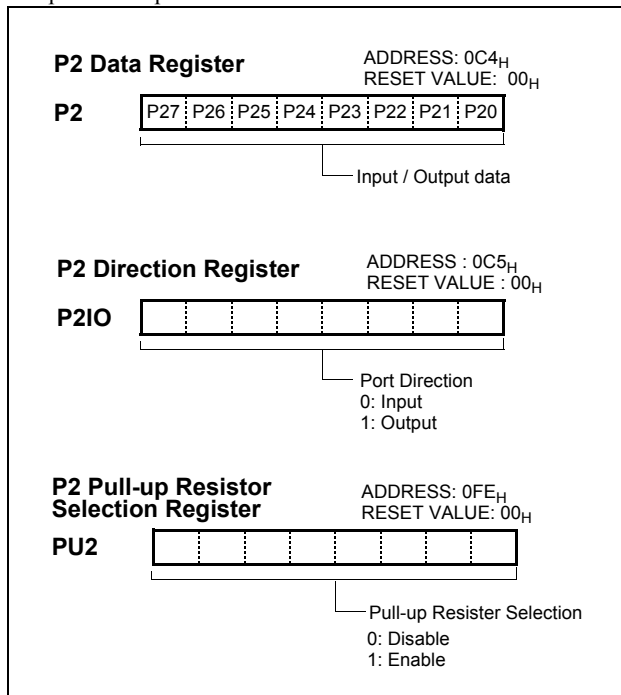 P2 Data Register
ADDRESS: 0C4H
RESET VALUE: 00H
P2
P27 P26 P25 P24 P23 P22 P21 P20
Input / Output data
P2 Direction Register
ADDRESS : 0C5H
RESET VALUE : 00H
P2IO
Port Direction
0: Input
1: Output
P2 Pull-up Resistor
Selection Register
ADDRESS: 0FEH
RESET VALUE: 00H
PU2
Pull-up Resister Selection
0: Disable
1: Enable